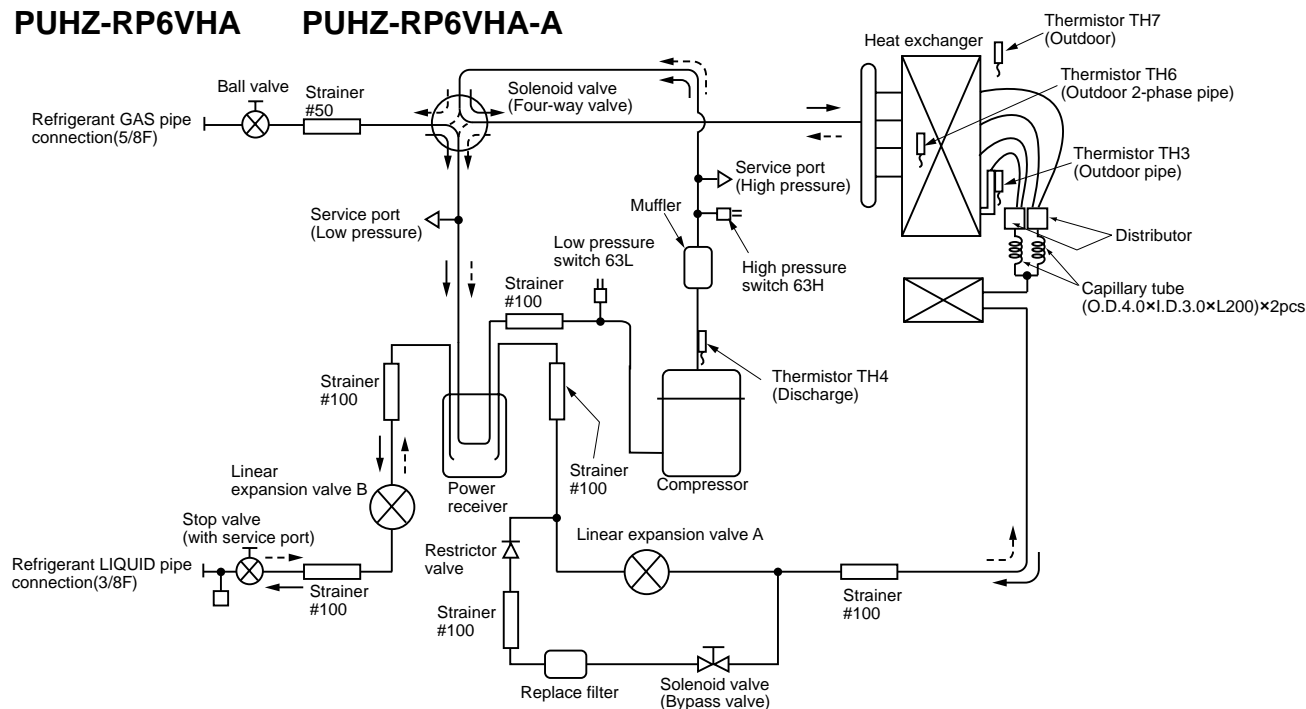 PUHZ-RP6VHA PUHZ-RP6VHA-A
Thermistor TH7
(Outdoor)
Heat exchanger
Thermistor TH6
(Outdoor 2-phase pipe)
Ball valve
Strainer
#50
Solenoid valve
(Four-way valve)
Refrigerant GAS pipe
connection(5/8F)
Service port
(High pressure)
Thermistor TH3
(Outdoor pipe)
Service port
(Low pressure)
Muffler
Low pressure
switch 63L
High pressure
switch 63H
Distributor
Strainer
#100
Capillary tube
(O.D.4.0×I.D.3.0×L200)×2pcs
Strainer
#100
Thermistor TH4
(Discharge)
Strainer
#100
Linear
expansion valve B
Power
receiver
Compressor
Stop valve
(with service port)
Restrictor
valve
Linear expansion valve A
Refrigerant LIQUID pipe
connection(3/8F)
Strainer
#100
Strainer
#100
Strainer
#100
Replace filter
Solenoid valve
(Bypass valve)